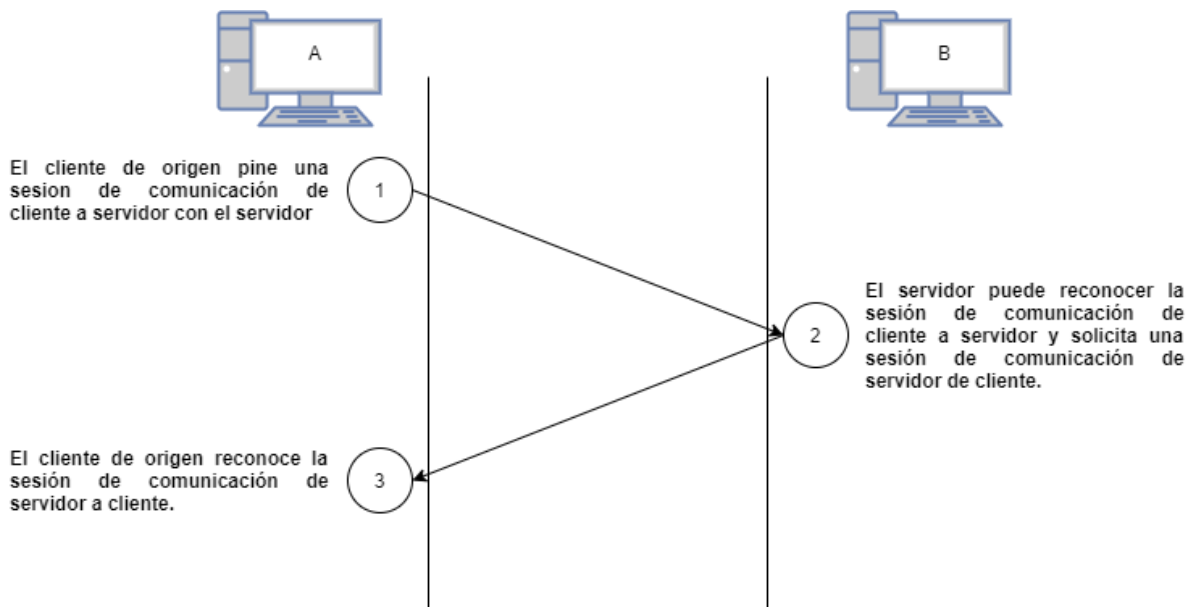 A
B
El cliente de origen pine una
sesion de comunicación de
cliente a servidor con el servidor
1
El servidor puede reconocer la
sesión de comunicación de
cliente a servidor y solicita una
sesión de comunicación de
servidor de cliente.
2
El cliente de origen reconoce la
sesión de comunicación de
servidor a cliente.
3